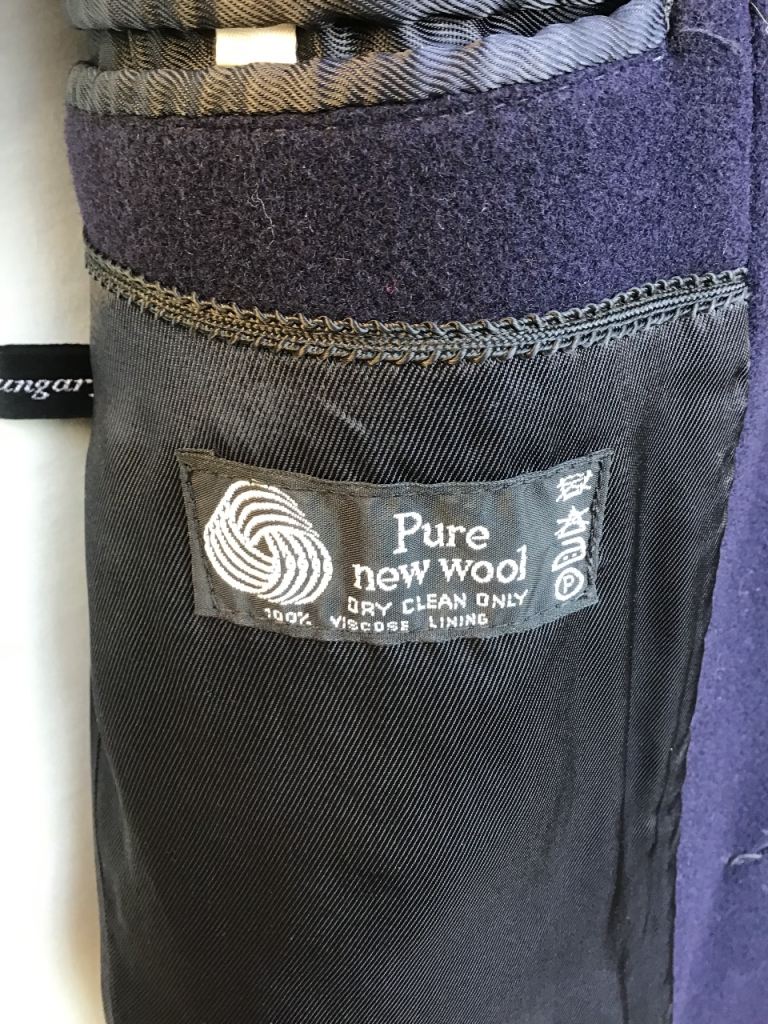 ungary
Pure
new wool
DRY CLEAN ONLY
100% VISCOSE LINING
P